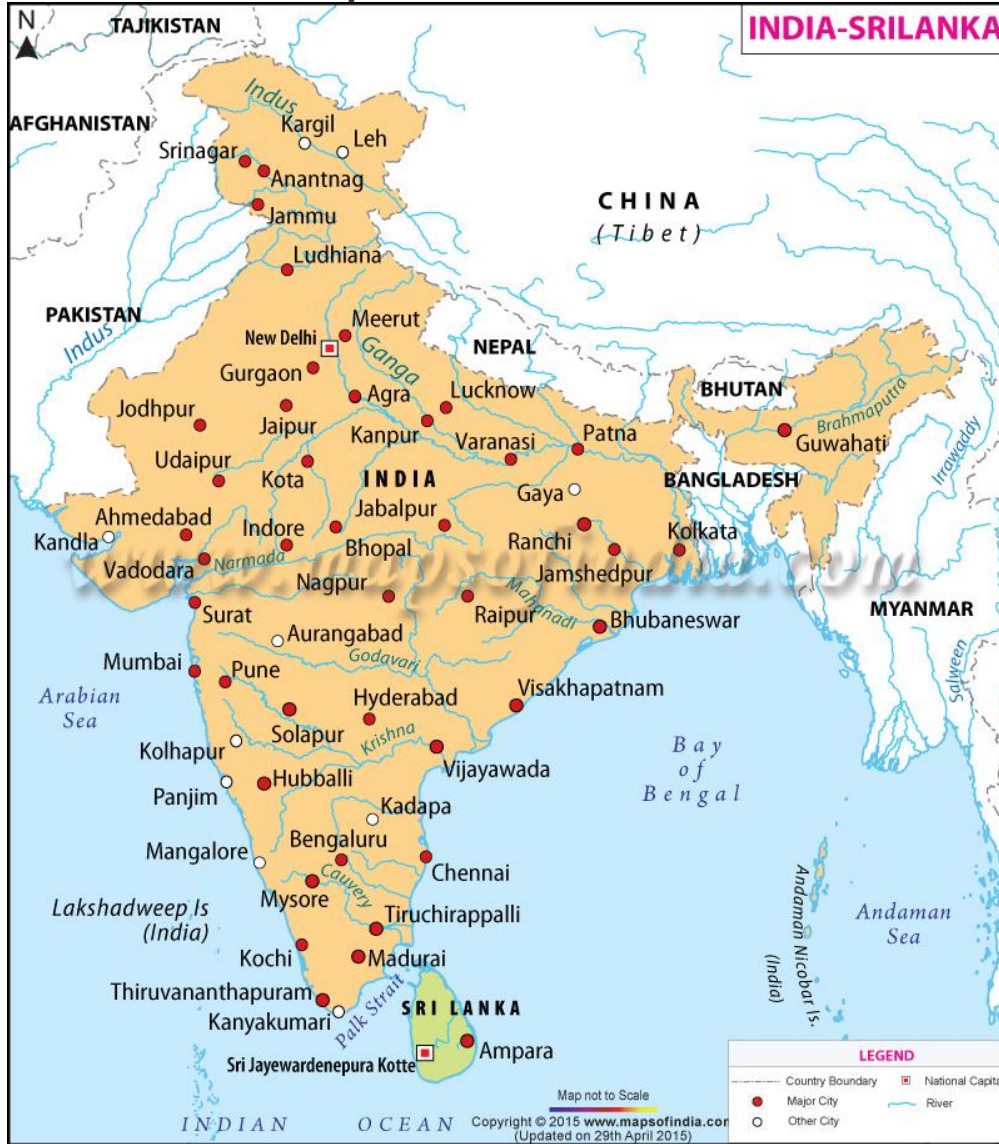 N
TAJIKISTAN
INDIA-SRILANKA
AFGHANISTAN
Indus
Kargil
Leh
Srinagar
Anantnag
Jammu
CHINA
(Tibet)
Ludhiana
PAKISTAN
Indus
Meerut
New Delhi
Ganga
NEPAL
Gurgaon
Agra
Lucknow
BHUTAN
Brahmaputra
Jodhpur
Jaipur
Kanpur
Varanasi
Patna
Guwahati
Irrawaddy
Udaipur
Kota
INDIA
Gaya
BANGLADESH
Ahmedabad
Indore
Jabalpur
Kandla
Bhopal
Ranchi
Kolkata
www.mapsofindia.com
Vadodara
Narmada
Nagpur
Jamshedpur
Surat
Raipur
Mahanadi
Bhubaneswar
MYANMAR
Aurangabad
Godavari
Salween
Mumbai
Pune
Arabian
Sea
Hyderabad
Visakhapatnam
Solapur
Krishna
Kolhapur
Vijayawada
Bay
of
Bengal
Panjim
Hubballi
Kadapa
Bengaluru
Mangalore
Chennai
Cauvery
Mysore
Lakshadweep Is
(India)
Tiruchirappalli
Andaman Nicobar Is.
(India)
Andaman
Sea
Kochi
Madurai
Thiruvananthapuram
Palk Strait
SRI LANKA
Kanyakumari
Ampara
Sri Jayewardenepura Kotte
LEGEND
Country Boundary
National Capita
Major City
River
Other City
Map not to Scale
INDIAN OCEAN
Copyright © 2015 www.mapsofindia.com
(Updated on 29th April 2015)